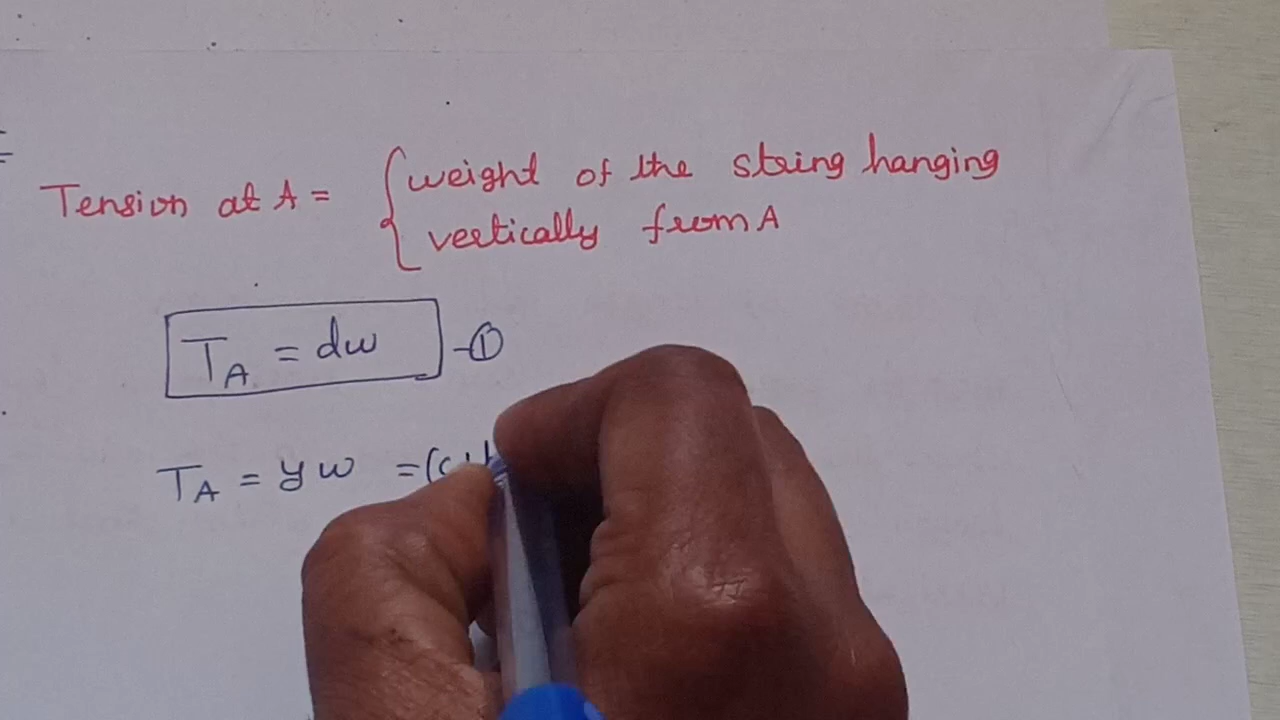 Tension at A = { weight of the string hanging
vertically from A
T_A = dw -①
T_A = yw = (c+